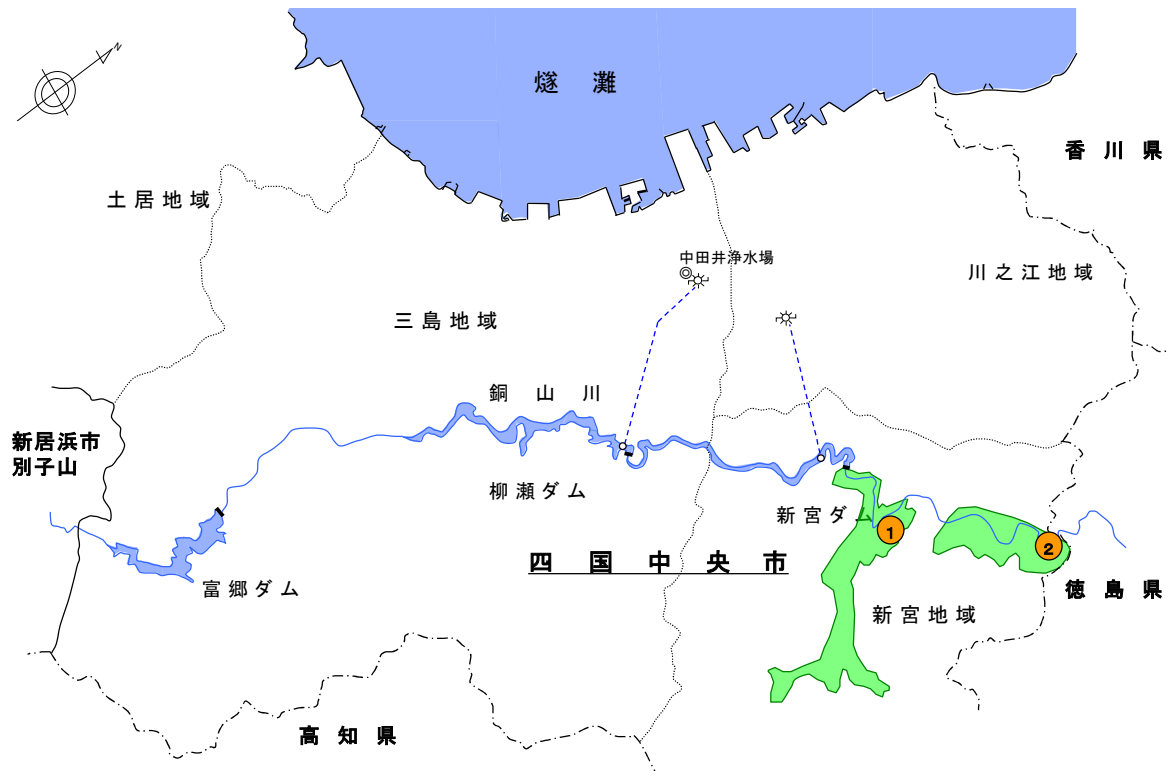 N
燧灘
香川県
土居地域
中田井浄水場
川之江地域
三島地域
銅山川
新居浜市
別子山
柳瀬ダム
新宮ダム
1
2
四国中央市
富郷ダム
徳島県
新宮地域
高知県